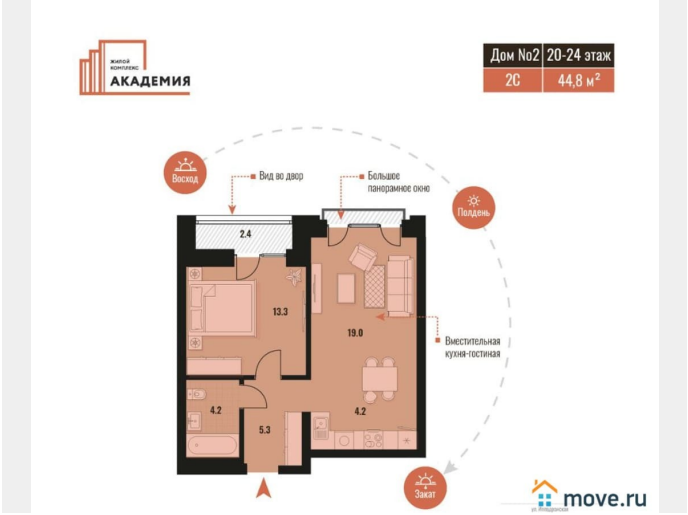 ЖИЛОЙ
КОМПЛЕКС
АКАДЕМИЯ
Дом №2 20-24 этаж
2С 44,8 м²
Восход
Вид во двор
Большое
панорамное окно
Полдень
2.4
13.3
19.0
Вместительная
кухня-гостиная
4.2
4.2
5.3
Закат
move.ru